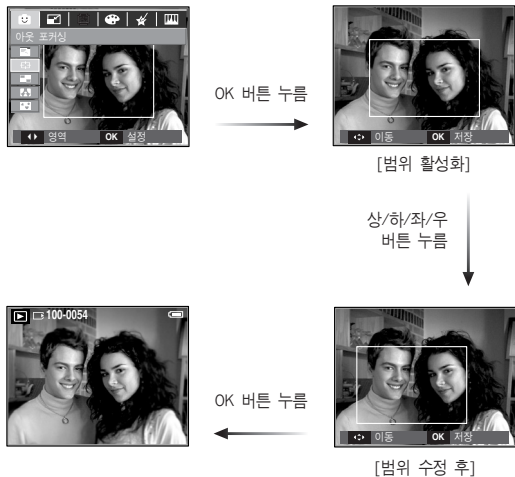 아웃 포커싱
영역 OK 설정
OK 버튼 누름
이동 OK 저장
[범위 활성화]
상/하/좌/우
버튼 누름
100-0054
OK 버튼 누름
이동 OK 저장
[범위 수정 후]